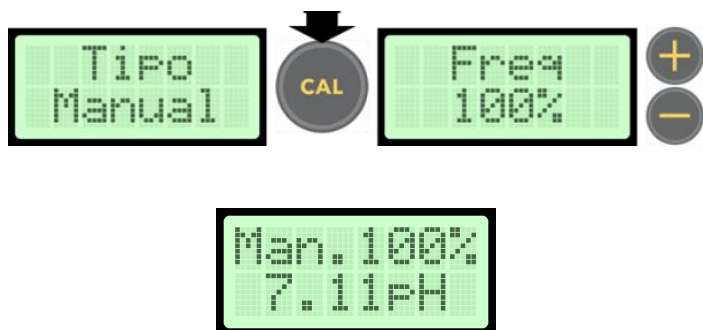 Tipo
Manual
CAL
Freq
100%
+
−
Man.100%
7.11pH